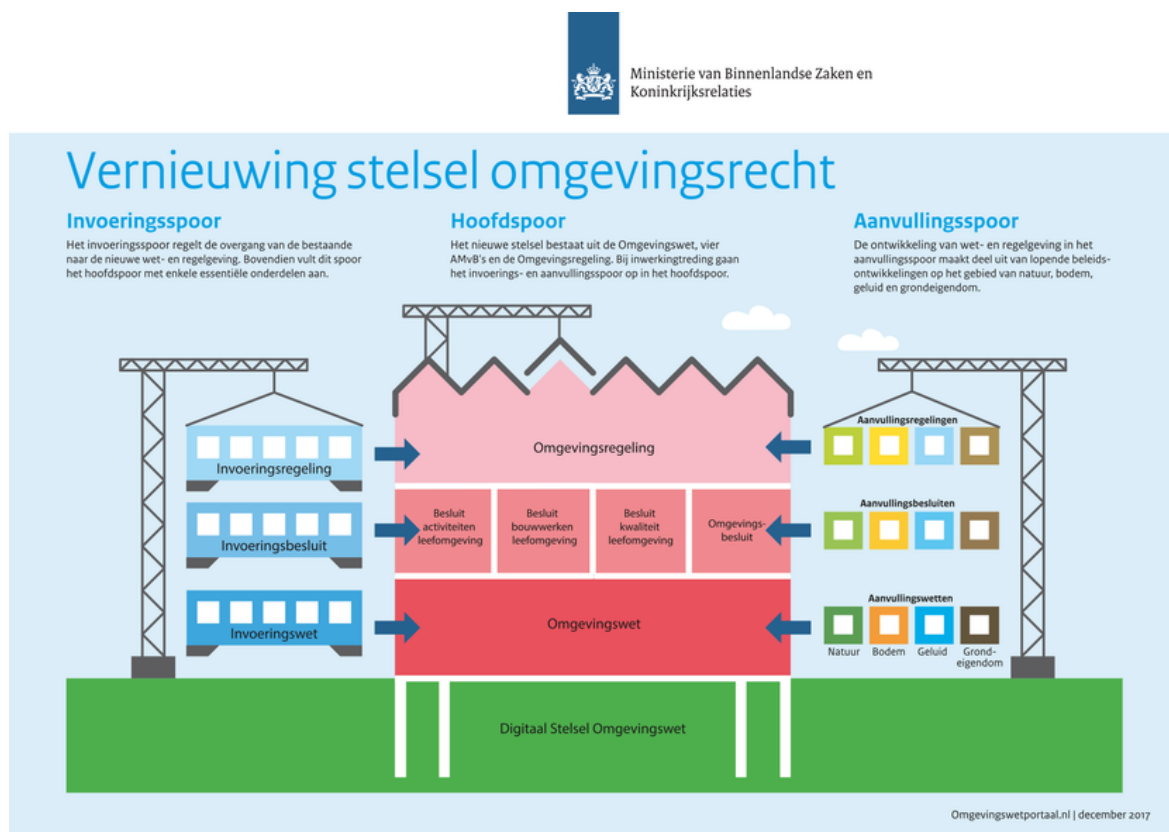 Ministerie van Binnenlandse Zaken en
Koninkrijksrelaties
Vernieuwing stelsel omgevingsrecht
Invoeringsspoor
Het invoeringsspoor regelt de overgang van de bestaande
naar de nieuwe wet- en regelgeving. Bovendien vult dit spoor
het hoofdspoor met enkele essentiële onderdelen aan.
Hoofdspoor
Het nieuwe stelsel bestaat uit de Omgevingswet, vier
AMvB's en de Omgevingsregeling. Bij inwerkingtreding gaan
het invoerings- en aanvullingsspoor op in het hoofdspoor.
Aanvullingsspoor
De ontwikkeling van wet- en regelgeving in het
aanvullingsspoor maakt deel uit van lopende beleids-
ontwikkelingen op het gebied van natuur, bodem,
geluid en grondeigendom.
Invoeringsregeling
Invoeringsbesluit
Invoeringswet
Omgevingsregeling
Besluit
activiteiten
leefomgeving
Besluit
bouwwerken
leefomgeving
Besluit
kwaliteit
leefomgeving
Omgevings-
besluit
Omgevingswet
Digitaal Stelsel Omgevingswet
Aanvullingsregelingen
Aanvullingsbesluiten
Aanvullingswetten
Natuur
Bodem
Geluid
Grond-
eigendom
Omgevingswetportaal.nl | december 2017